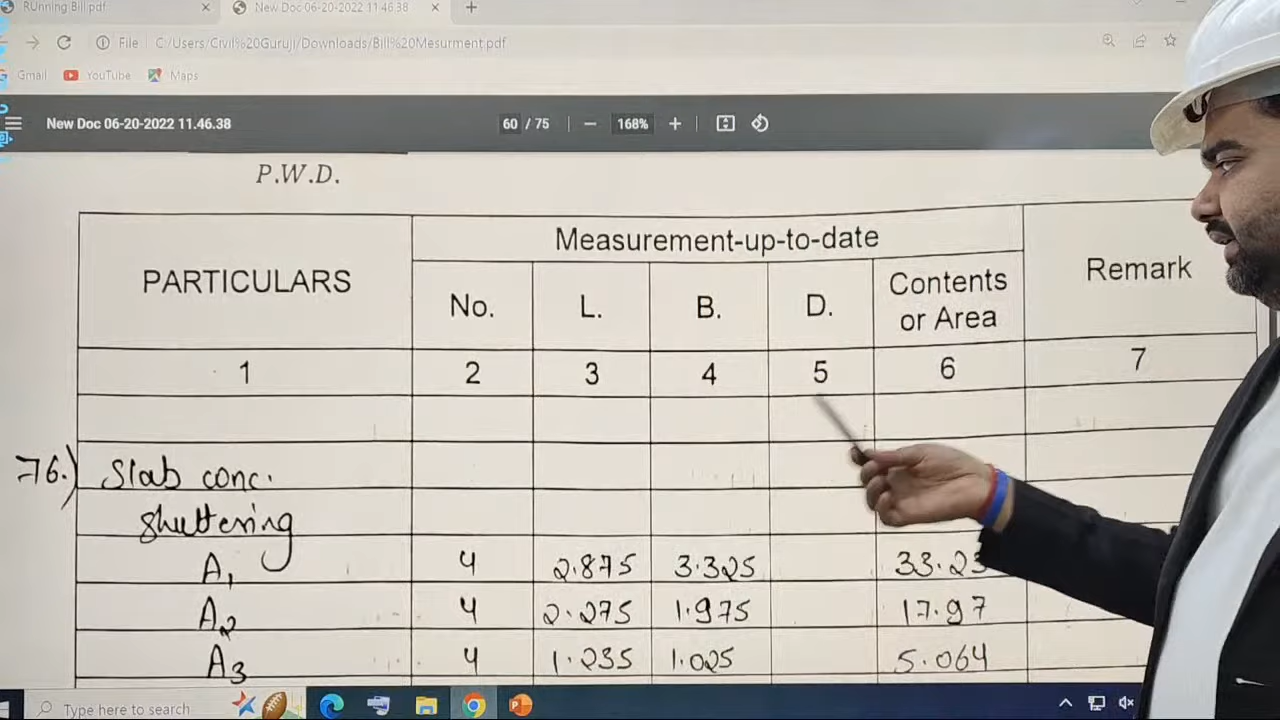 RUnning Bill.pdf × New Doc 06-20-2022 11.46.38 × +
File C:/Users/Civil%20Guruji/Downloads/Bill%20Mesurment.pdf
Gmail YouTube Maps
New Doc 06-20-2022 11.46.38 60 / 75 − 168% +
P.W.D.
PARTICULARS Measurement-up-to-date Remark
No. L. B. D. Contents or Area
1 2 3 4 5 6 7
76.) Slab conc.
shuttering
A1 4 2.875 3.325 33.23
A2 4 2.275 1.975 17.97
A3 4 1.235 1.025 5.064
Type here to search